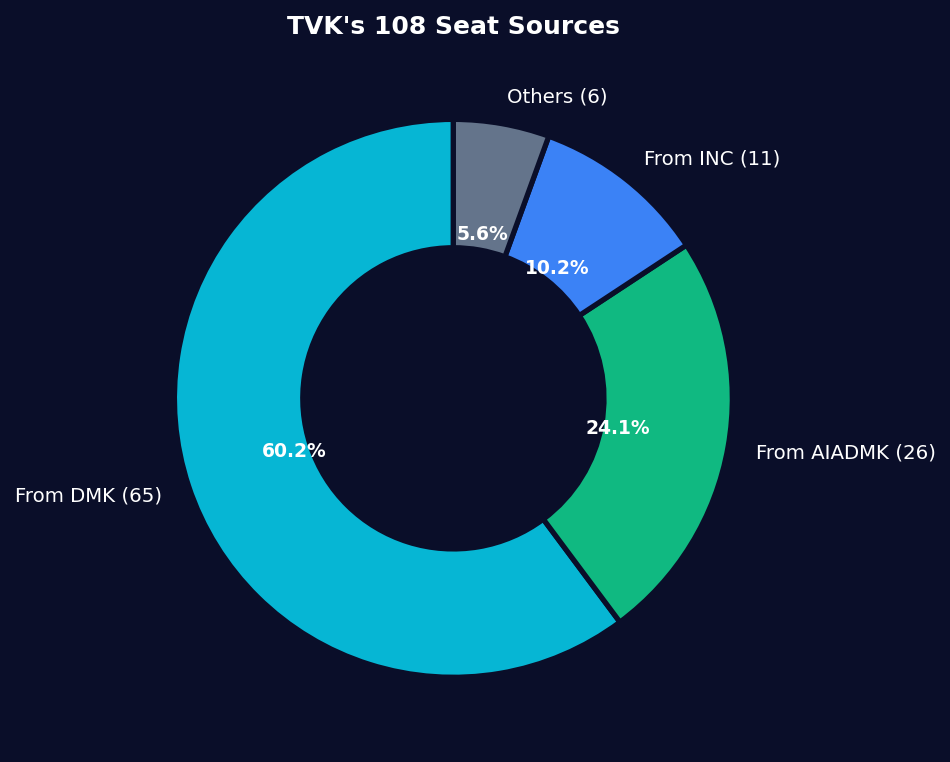 TVK's 108 Seat Sources
Others (6)
From INC (11)
5.6%
10.2%
24.1%
From AIADMK (26)
60.2%
From DMK (65)